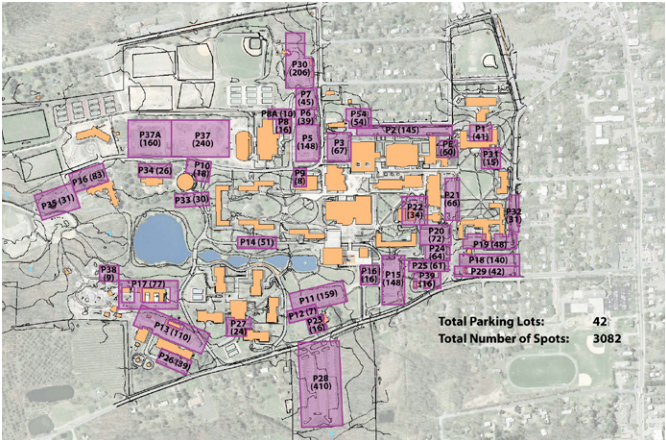 P30
(206)
P7
(45)
P8A (10)
P6
(39)
P8
(16)
P54
(54)
P2 (145)
P1
(41)
P37A
(160)
P37
(240)
P5
(148)
P3
(67)
PE
(60)
P31
(15)
P34 (26)
P10
(18)
P9
(8)
P36 (83)
P35 (31)
P33 (30)
P22
(34)
P21
(66)
P32
(31)
P14 (51)
P20
(72)
P19 (48)
P24
(64)
P18 (140)
P25 (61)
P29 (42)
P38
(9)
P17 (77)
P16
(16)
P15
(148)
P39
(16)
P11 (159)
P12 (7)
P23
(16)
P13 (110)
P27
(24)
P26 (39)
P28
(410)
Total Parking Lots: 42
Total Number of Spots: 3082